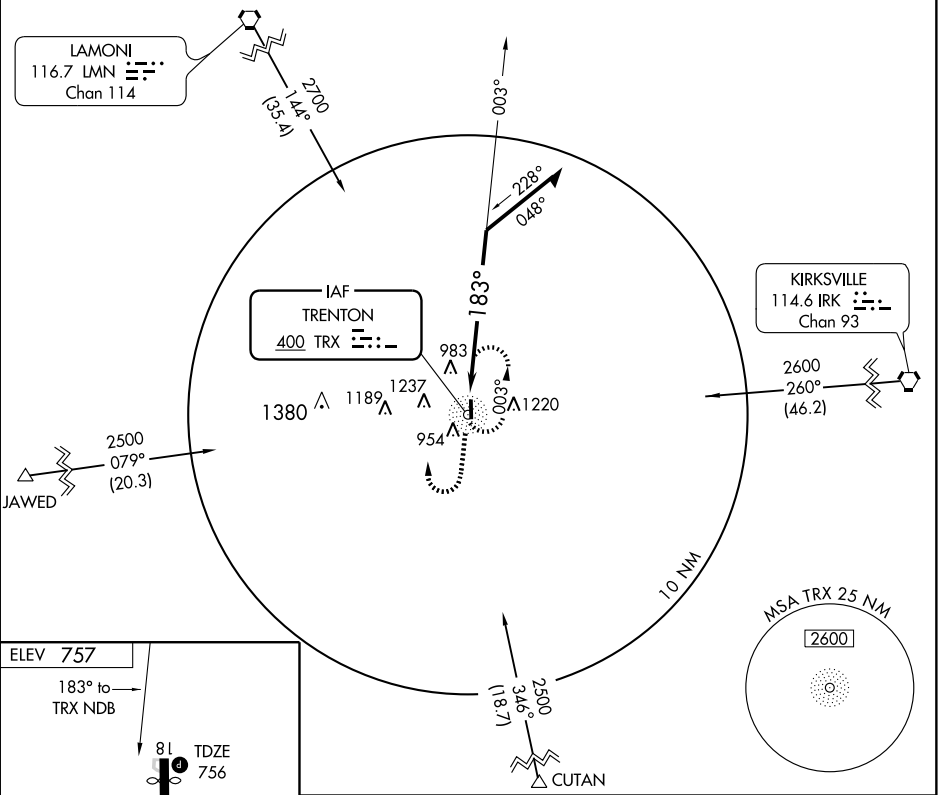 LAMONI
116.7 LMN
Chan 114
2700
144°
(35.4)
003°
228°
048°
183°
IAF
TRENTON
400 TRX
KIRKSVILLE
114.6 IRK
Chan 93
2600
260°
(46.2)
983
1237
1189
1380
003°
1220
954
2500
079°
(20.3)
JAWED
10 NM
MSA TRX 25 NM
2600
2500
346°
(18.7)
CUTAN
ELEV 757
183° to
TRX NDB
18
P
TDZE
756